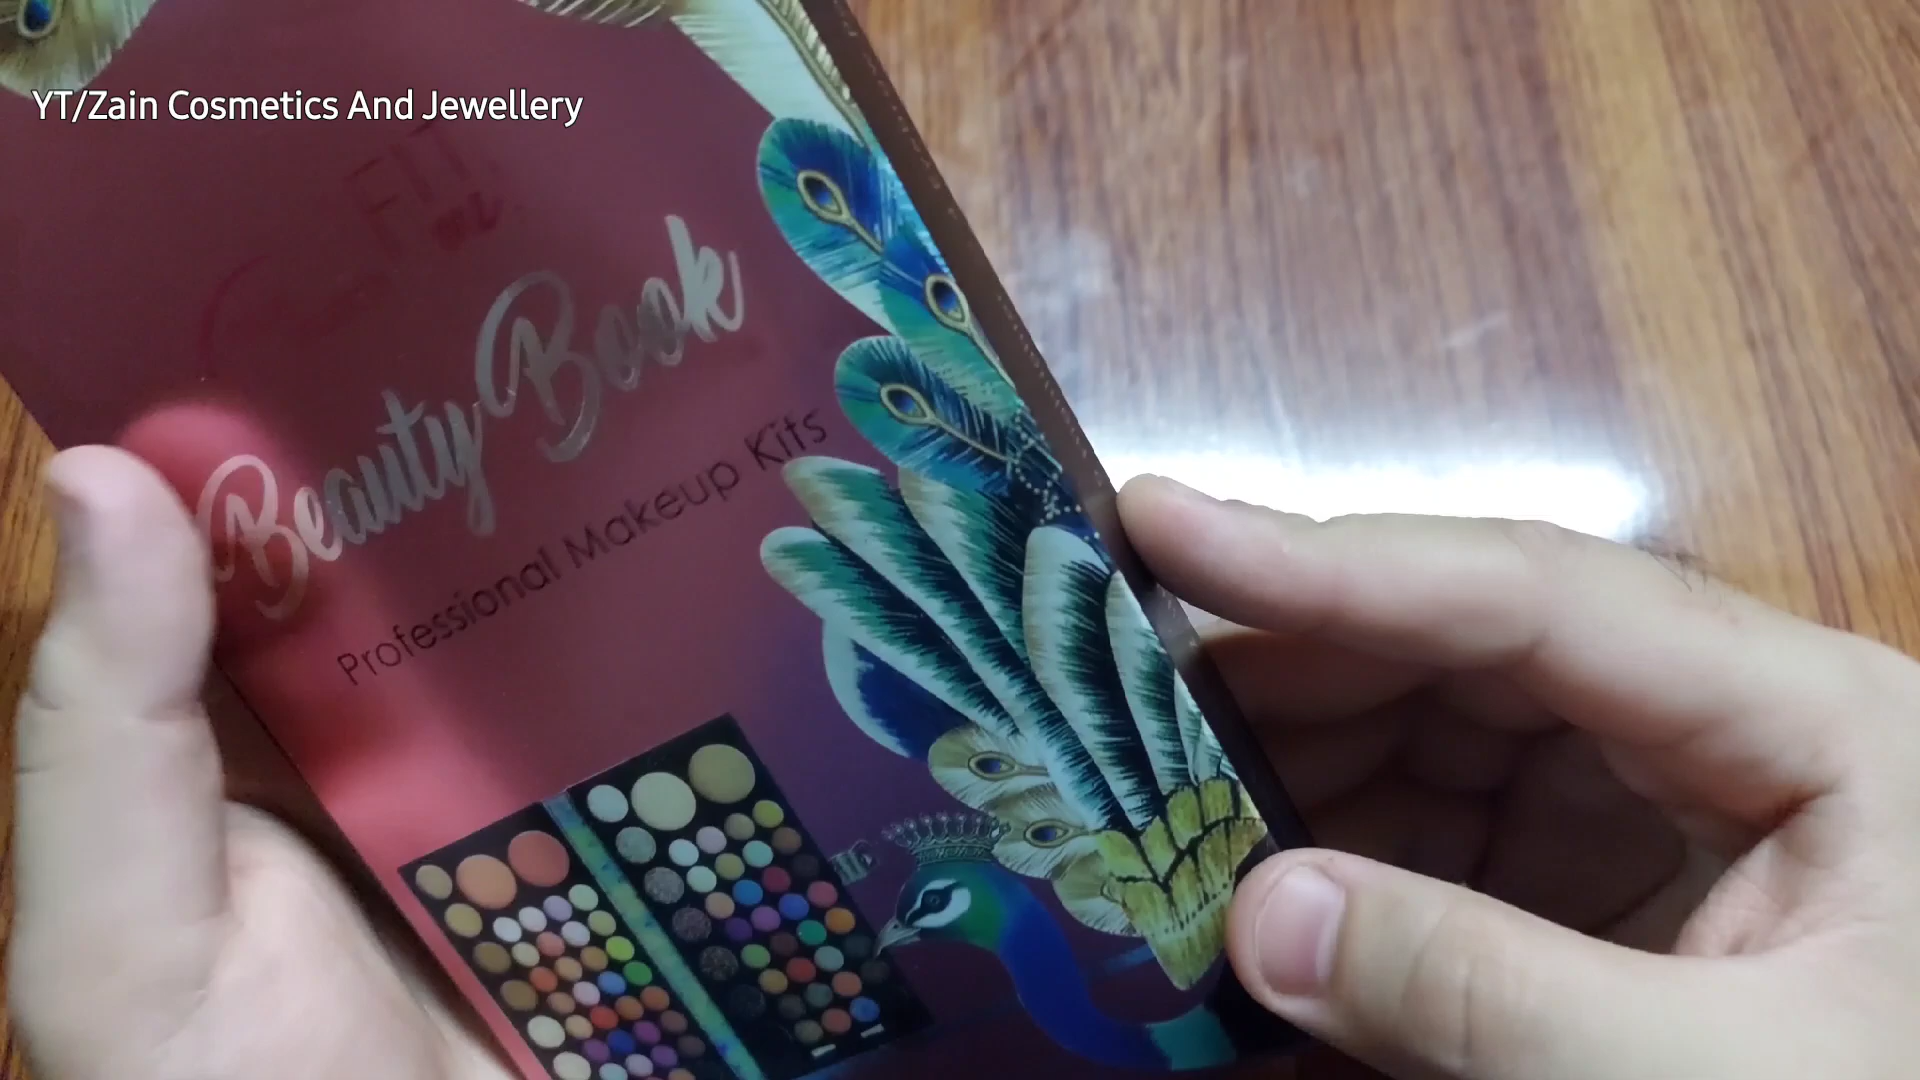 YT/Zain Cosmetics And Jewellery
Beauty Book
Professional Makeup Kits